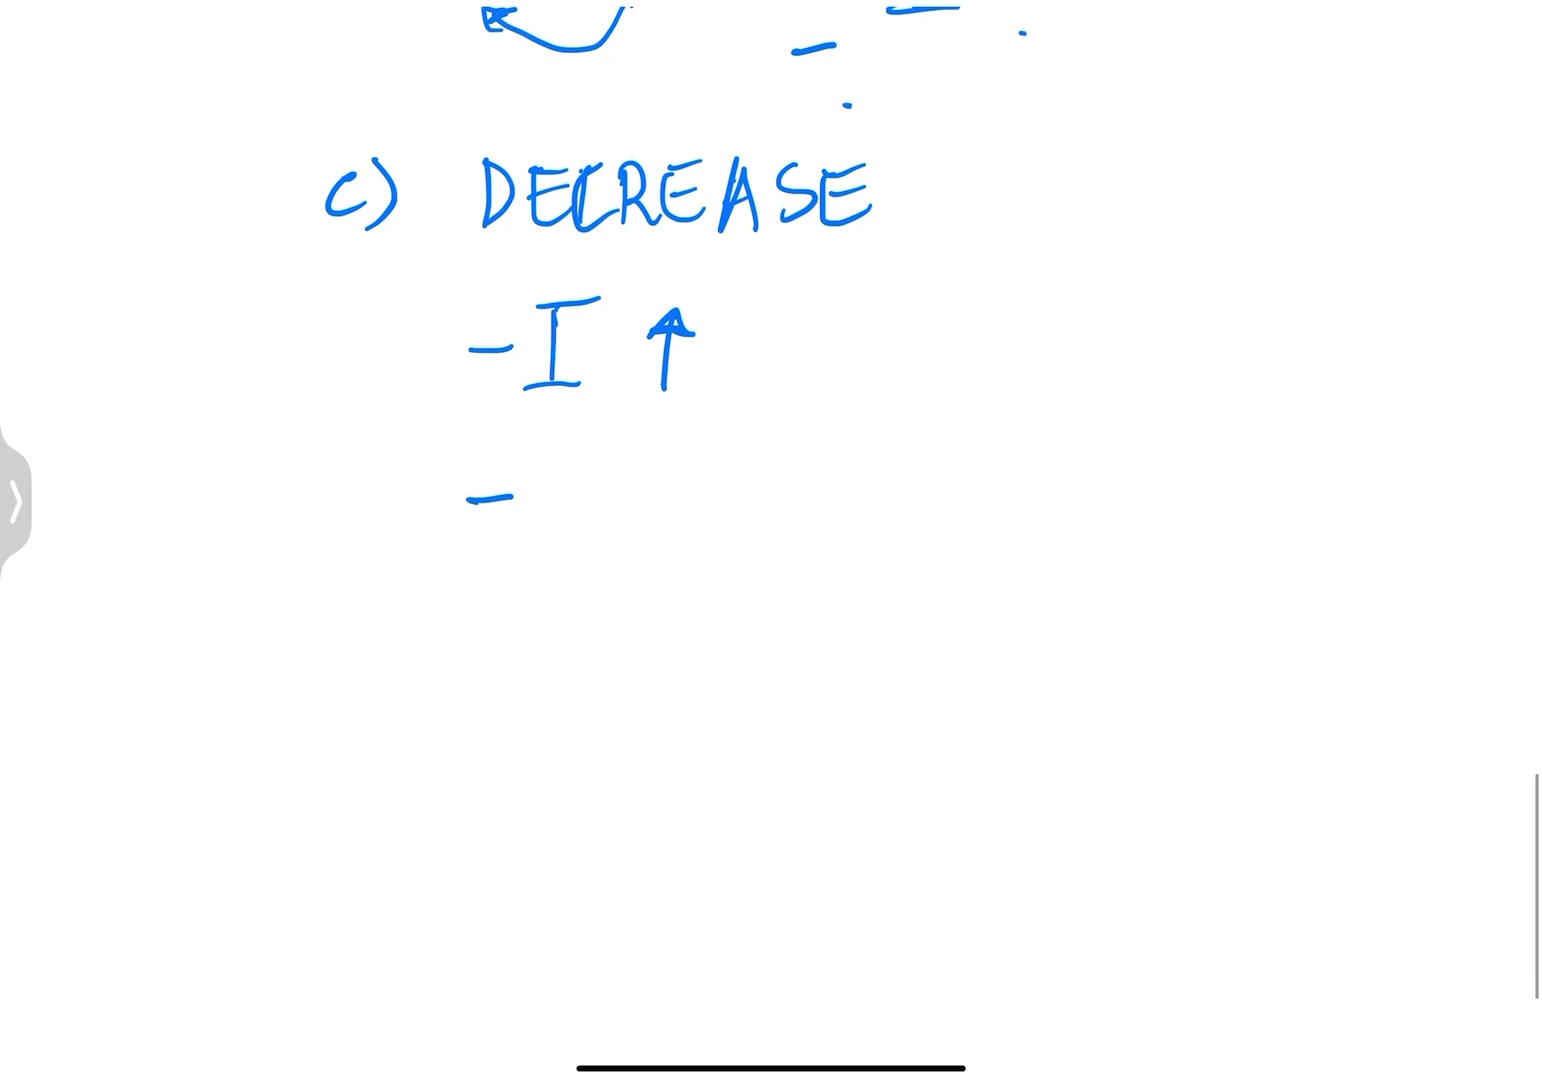 c) DECREASE
- I ↑
-